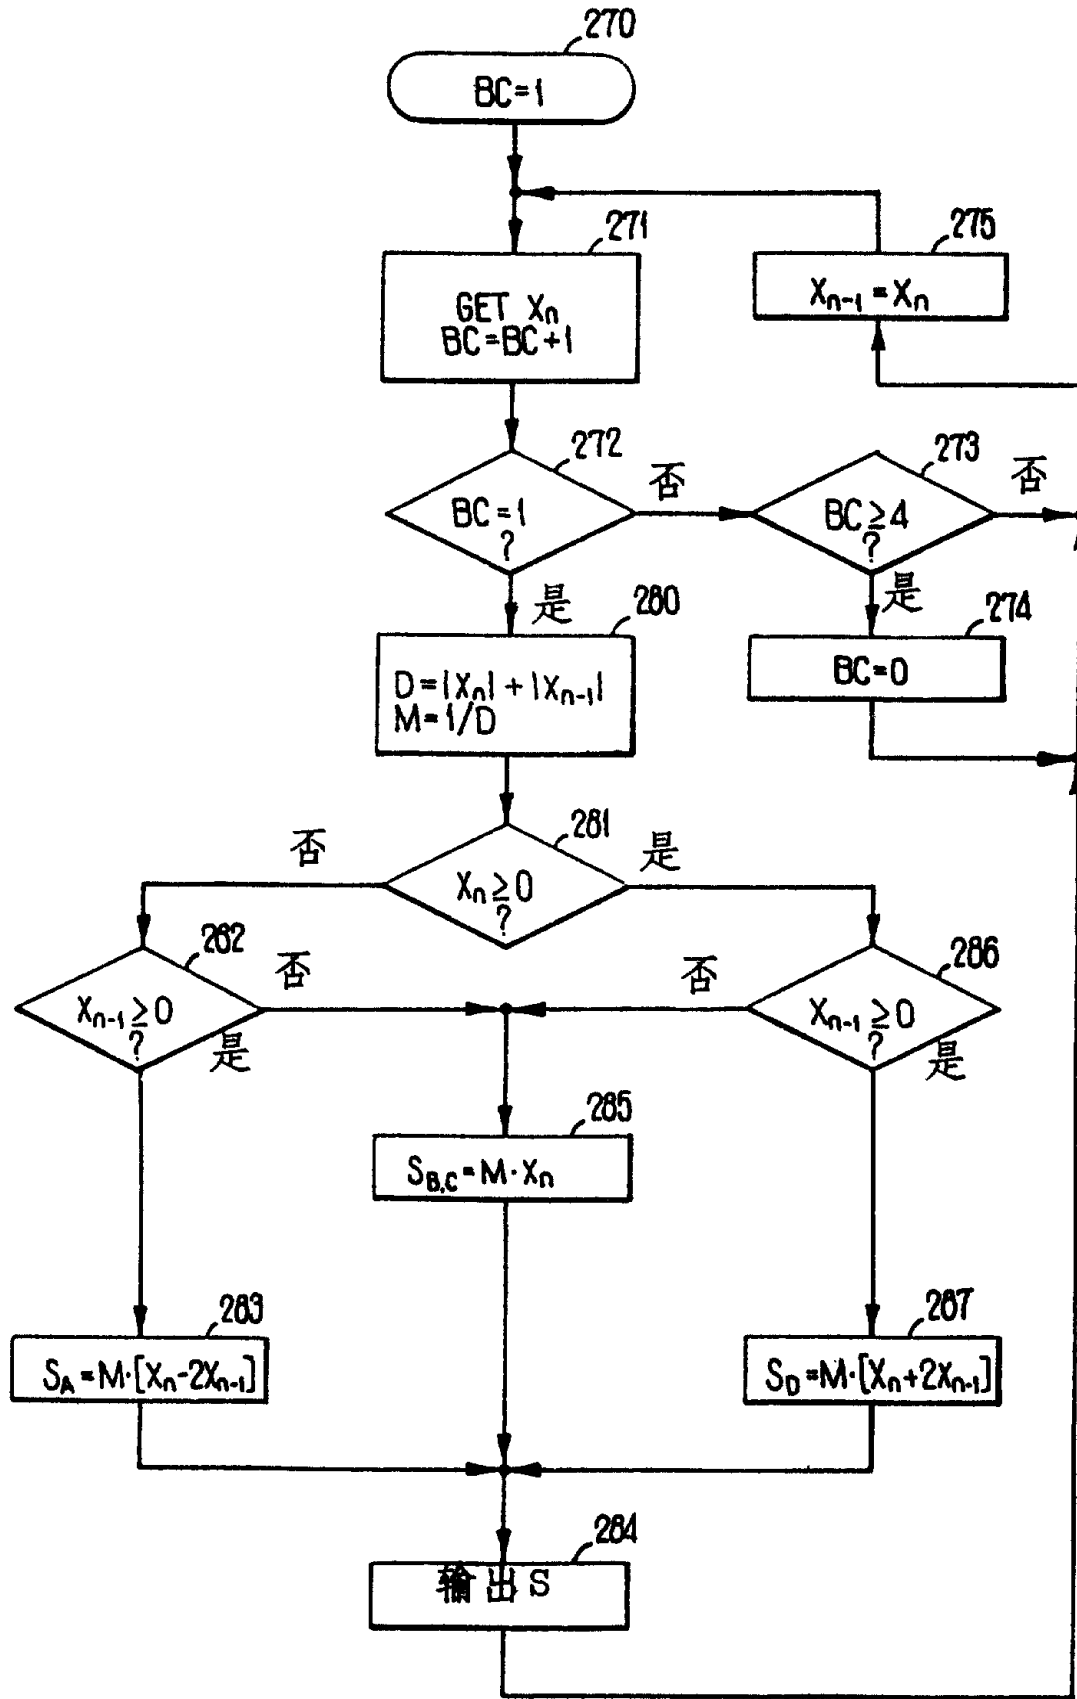 270
BC=1
271
275
GET Xn
BC=BC+1
Xn-1=Xn
272
273
否
否
BC=1
?
BC≥4
?
是
是
280
274
D=|Xn|+|Xn-1|
M=1/D
BC=0
281
否
是
Xn≥0
?
282
286
否
否
Xn-1≥0
?
Xn-1≥0
?
是
是
285
SB,C=M·Xn
283
287
SA=M·[Xn-2Xn-1]
SD=M·[Xn+2Xn-1]
284
输出S